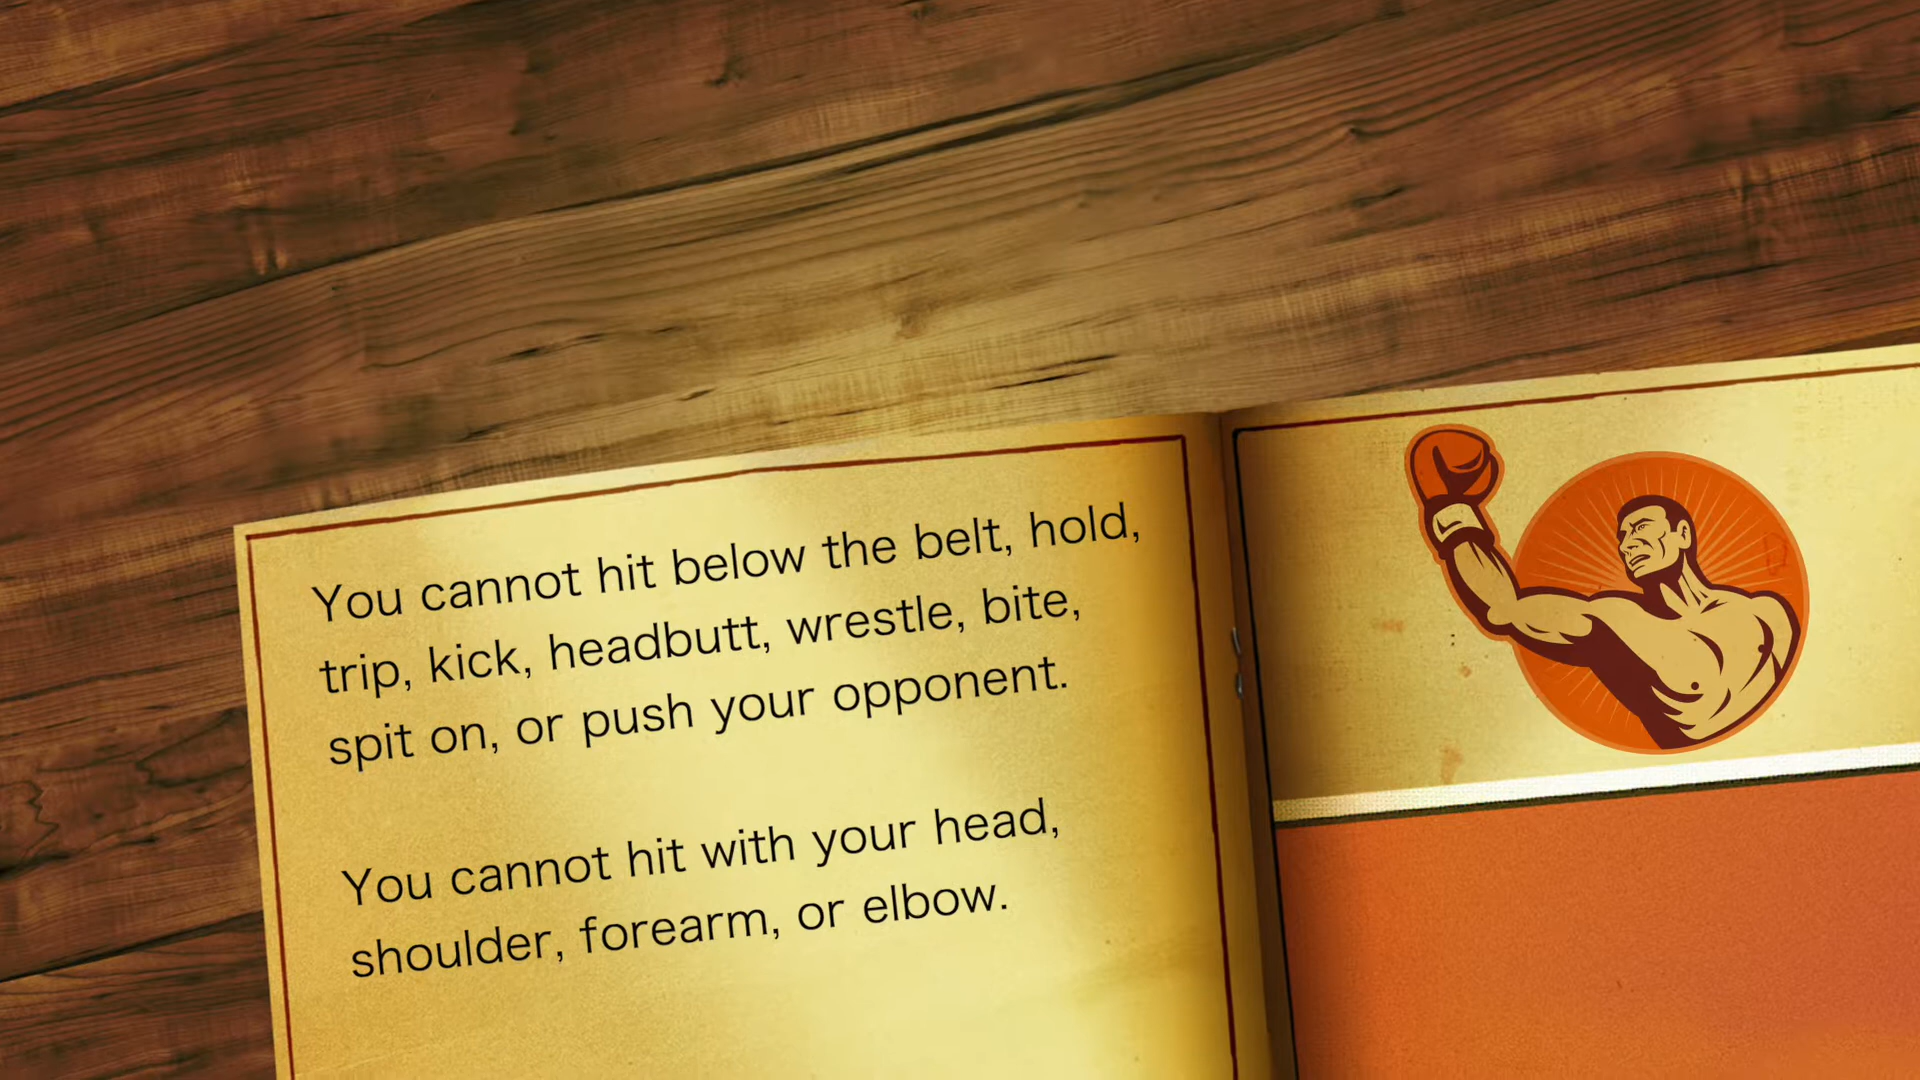 You cannot hit below the belt, hold,
trip, kick, headbutt, wrestle, bite,
spit on, or push your opponent.
You cannot hit with your head,
shoulder, forearm, or elbow.